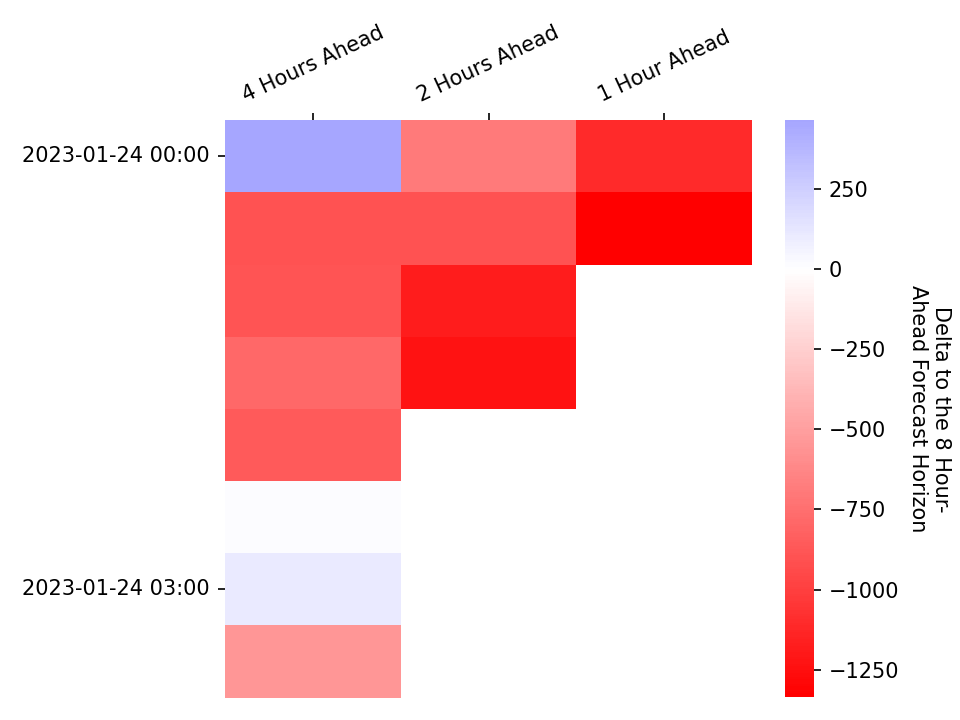 4 Hours Ahead
2 Hours Ahead
1 Hour Ahead
2023-01-24 00:00
2023-01-24 03:00
250
0
−250
−500
−750
−1000
−1250
Delta to the 8 Hour-
Ahead Forecast Horizon